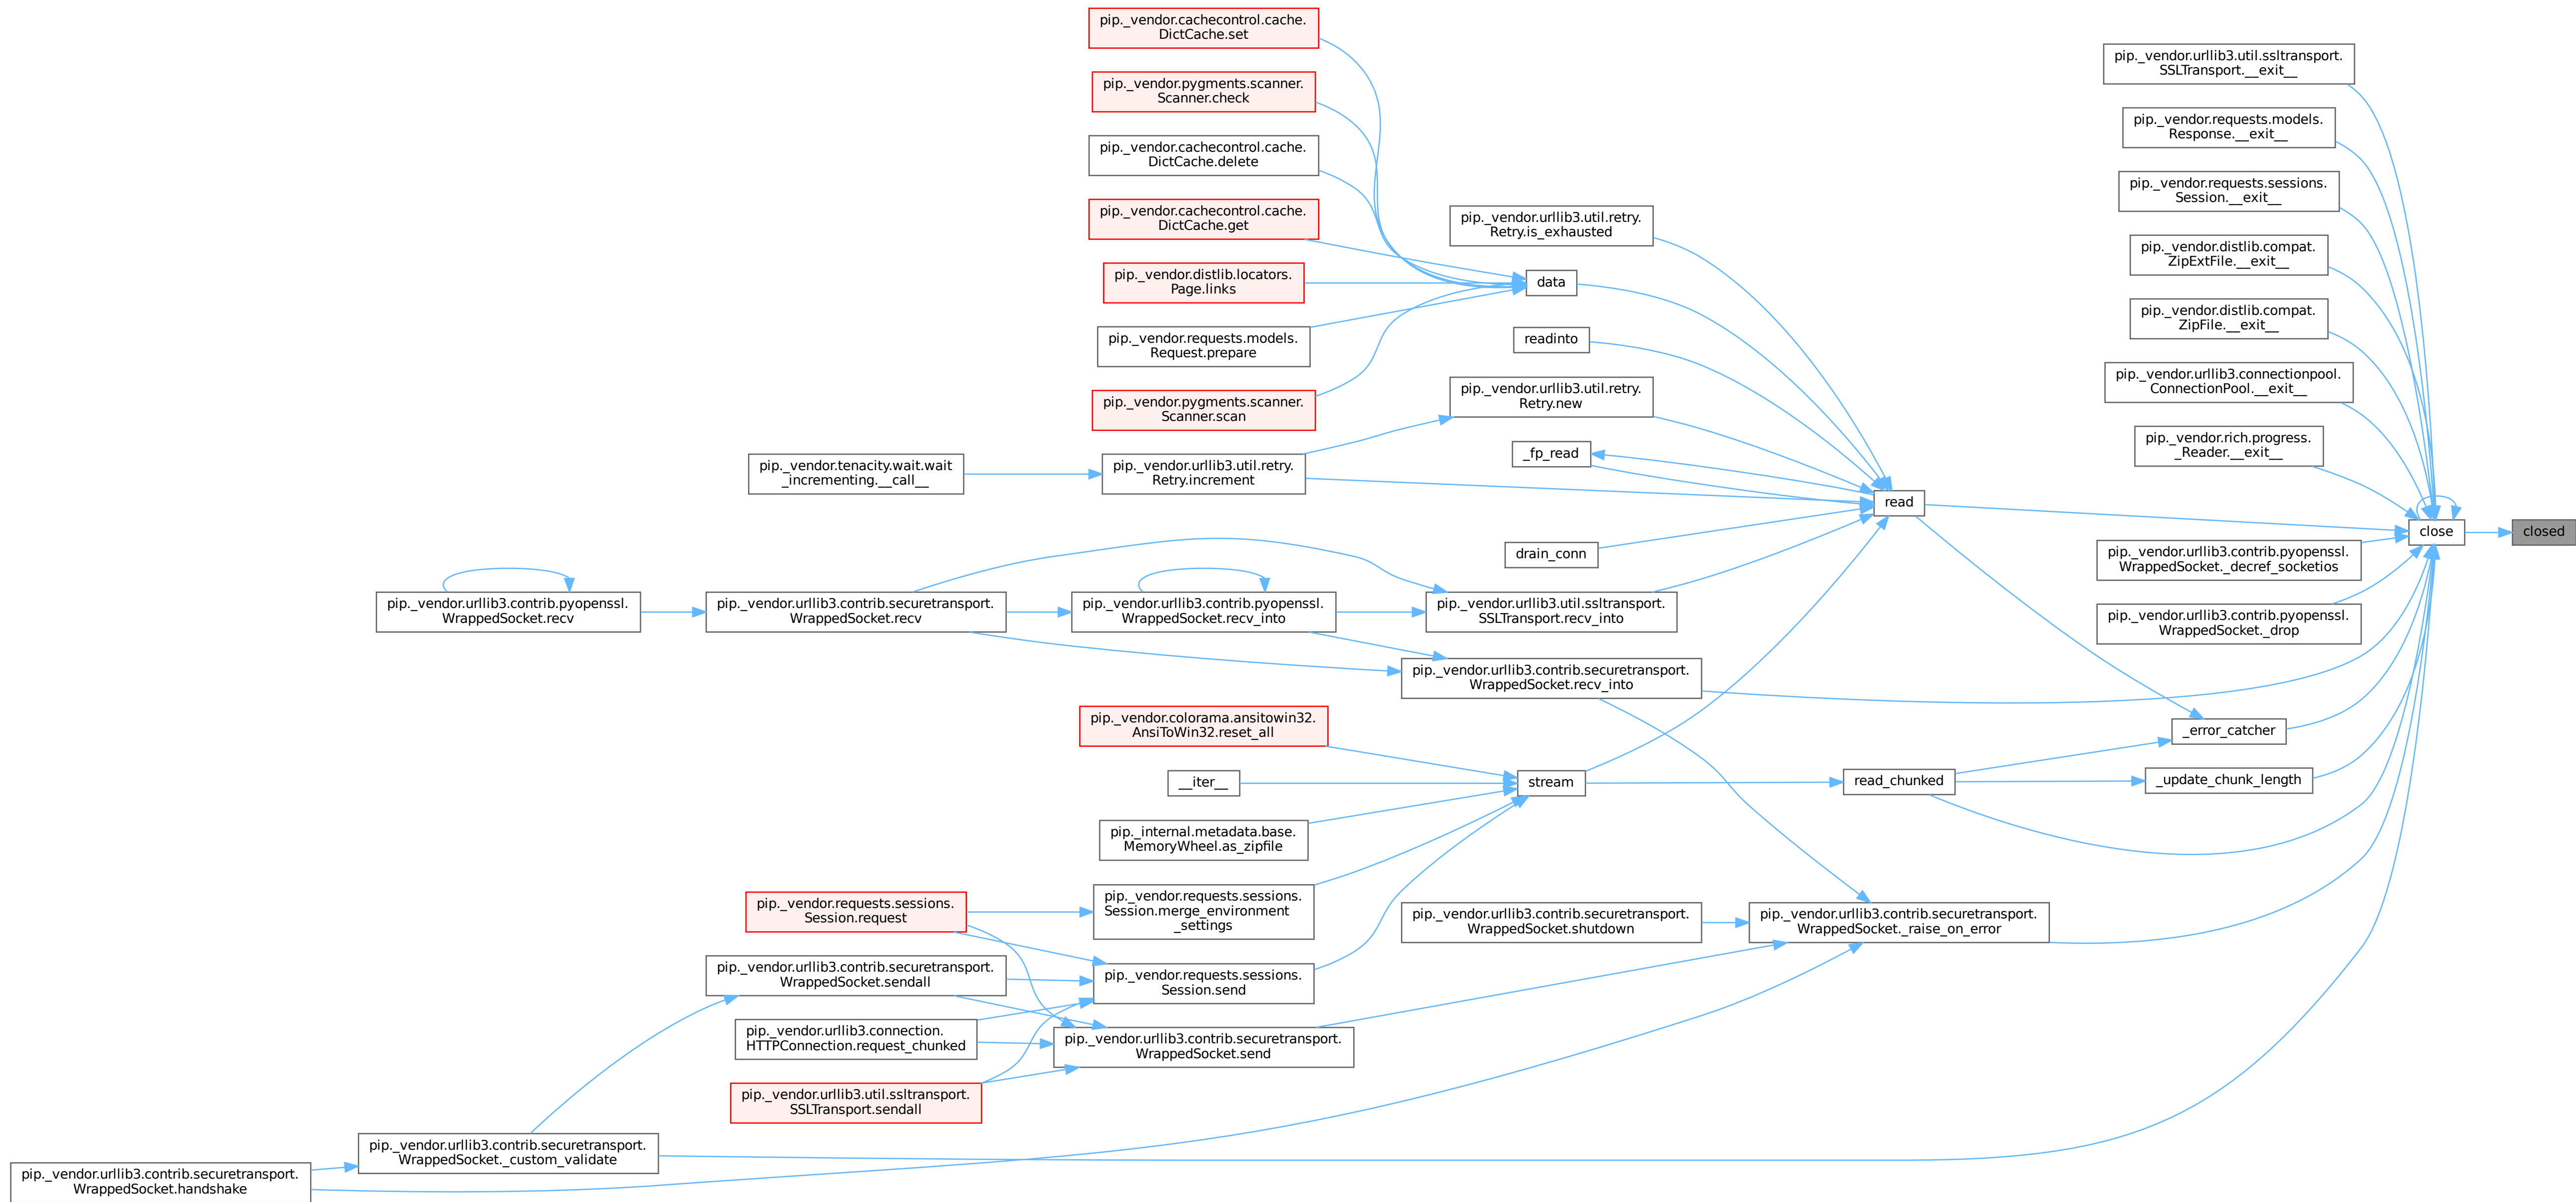 pip._vendor.cachecontrol.cache.
DictCache.set
pip._vendor.pygments.scanner.
Scanner.check
pip._vendor.cachecontrol.cache.
DictCache.delete
pip._vendor.cachecontrol.cache.
DictCache.get
pip._vendor.distlib.locators.
Page.links
pip._vendor.requests.models.
Request.prepare
pip._vendor.pygments.scanner.
Scanner.scan
pip._vendor.tenacity.wait.wait
_incrementing.__call__
pip._vendor.urllib3.util.retry.
Retry.increment
pip._vendor.urllib3.util.retry.
Retry.is_exhausted
data
readinto
pip._vendor.urllib3.util.retry.
Retry.new
_fp_read
drain_conn
read
pip._vendor.urllib3.contrib.pyopenssl.
WrappedSocket.recv
pip._vendor.urllib3.contrib.securetransport.
WrappedSocket.recv
pip._vendor.urllib3.contrib.pyopenssl.
WrappedSocket.recv_into
pip._vendor.urllib3.util.ssltransport.
SSLTransport.recv_into
pip._vendor.urllib3.contrib.securetransport.
WrappedSocket.recv_into
pip._vendor.colorama.ansitowin32.
AnsiToWin32.reset_all
__iter__
pip._internal.metadata.base.
MemoryWheel.as_zipfile
stream
read_chunked
_error_catcher
_update_chunk_length
pip._vendor.requests.sessions.
Session.request
pip._vendor.requests.sessions.
Session.merge_environment
_settings
pip._vendor.urllib3.contrib.securetransport.
WrappedSocket.shutdown
pip._vendor.urllib3.contrib.securetransport.
WrappedSocket._raise_on_error
pip._vendor.urllib3.contrib.securetransport.
WrappedSocket.sendall
pip._vendor.requests.sessions.
Session.send
pip._vendor.urllib3.connection.
HTTPConnection.request_chunked
pip._vendor.urllib3.contrib.securetransport.
WrappedSocket.send
pip._vendor.urllib3.util.ssltransport.
SSLTransport.sendall
pip._vendor.urllib3.contrib.securetransport.
WrappedSocket._custom_validate
pip._vendor.urllib3.contrib.securetransport.
WrappedSocket.handshake
pip._vendor.urllib3.util.ssltransport.
SSLTransport.__exit__
pip._vendor.requests.models.
Response.__exit__
pip._vendor.requests.sessions.
Session.__exit__
pip._vendor.distlib.compat.
ZipExtFile.__exit__
pip._vendor.distlib.compat.
ZipFile.__exit__
pip._vendor.urllib3.connectionpool.
ConnectionPool.__exit__
pip._vendor.rich.progress.
_Reader.__exit__
pip._vendor.urllib3.contrib.pyopenssl.
WrappedSocket._decref_socketios
pip._vendor.urllib3.contrib.pyopenssl.
WrappedSocket._drop
close
closed